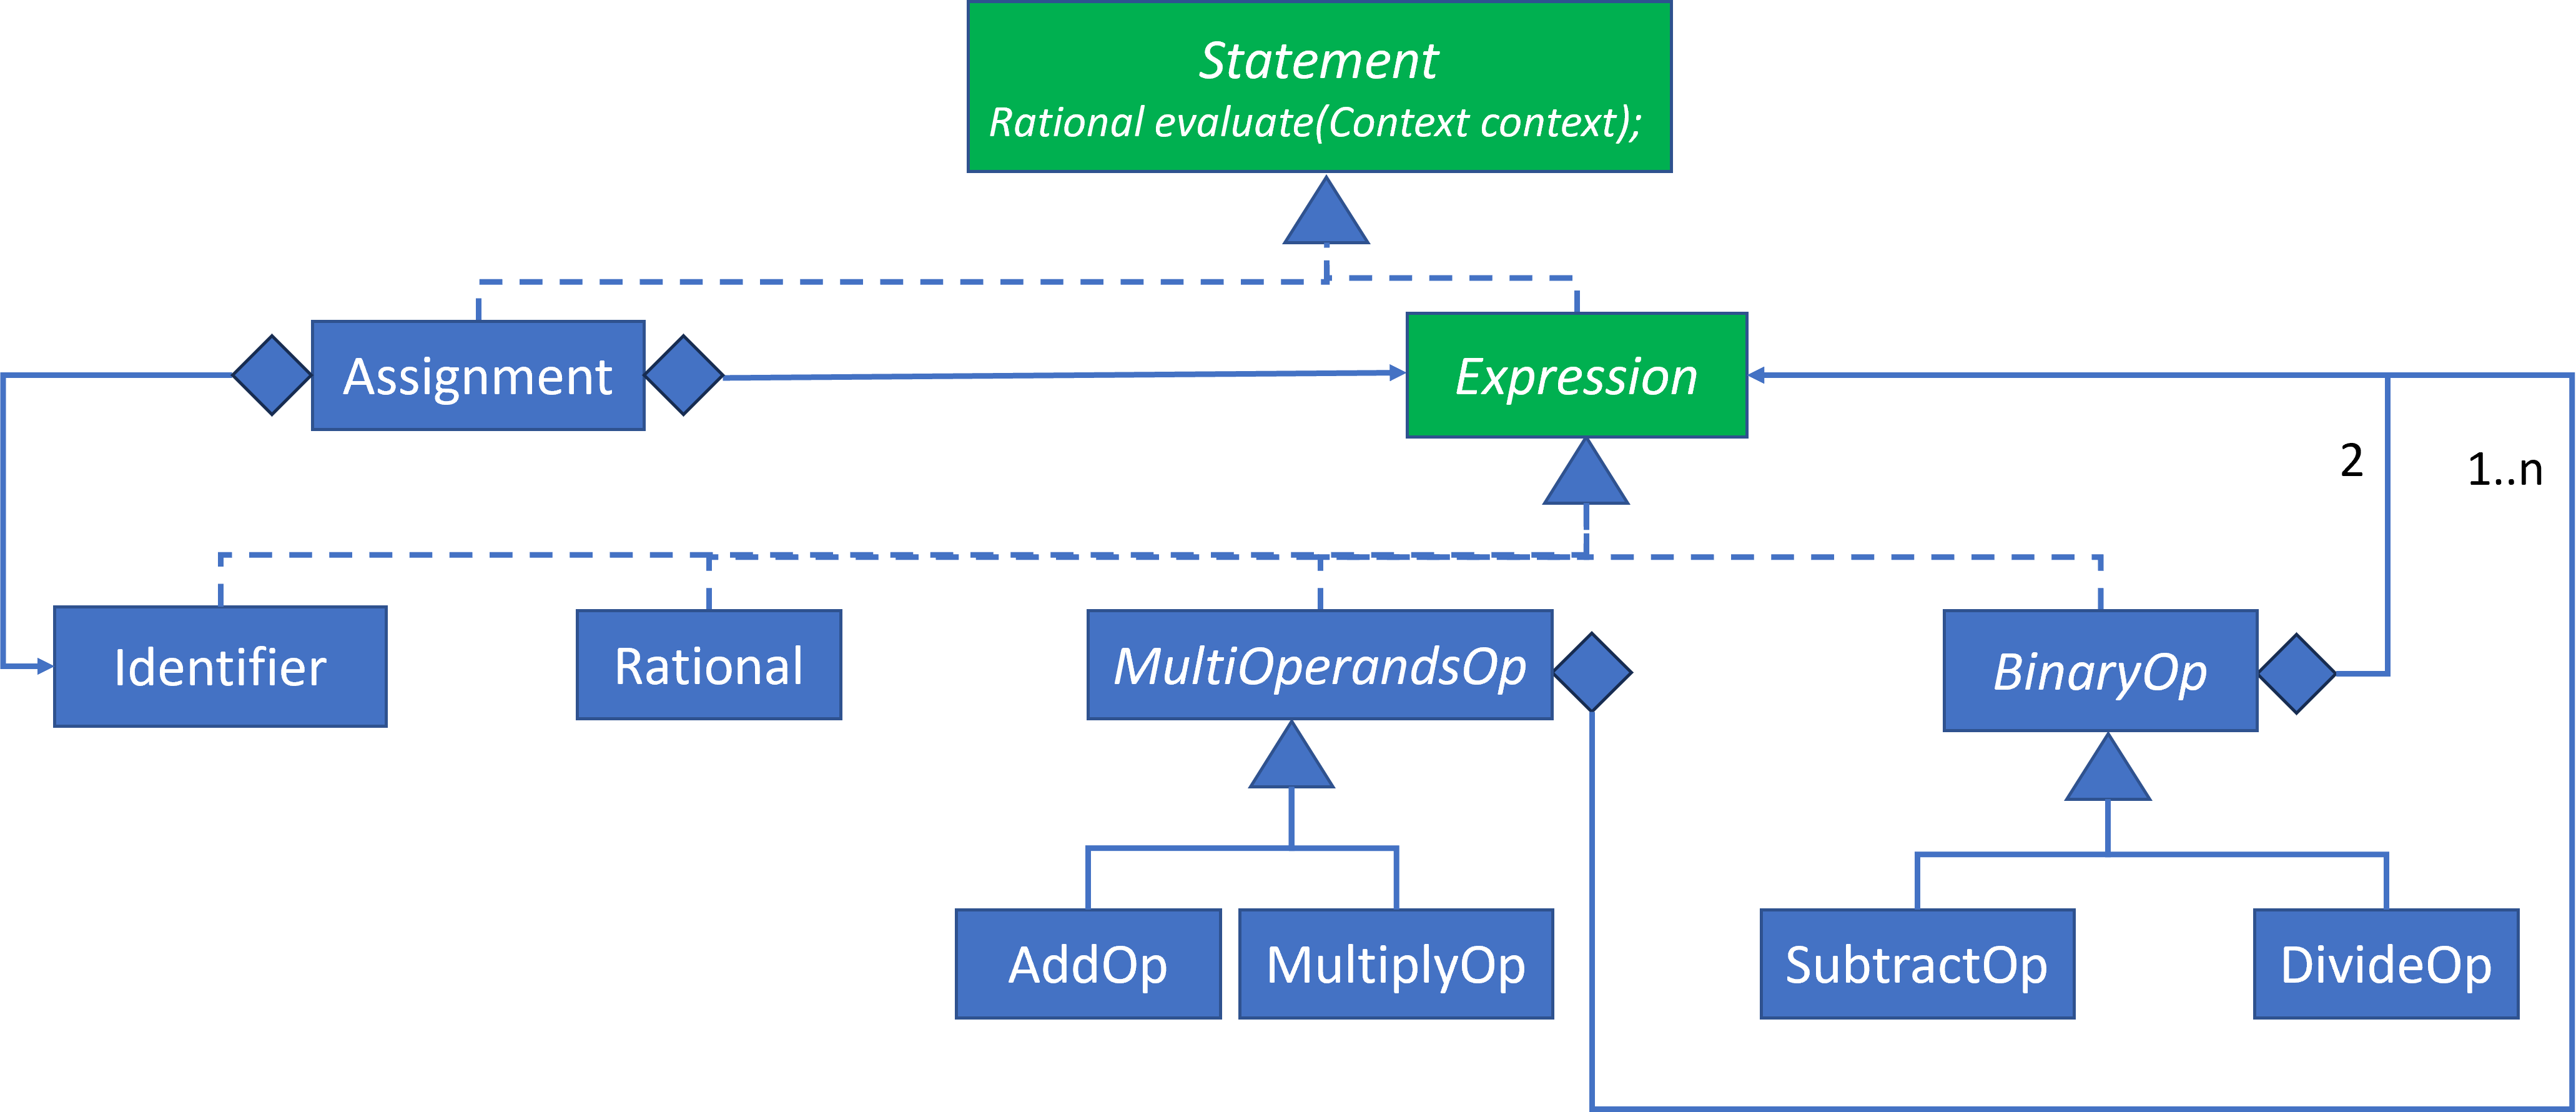 Statement
Rational evaluate(Context context);
Assignment
Expression
2
1..n
Identifier
Rational
MultiOperandsOp
BinaryOp
AddOp
MultiplyOp
SubtractOp
DivideOp